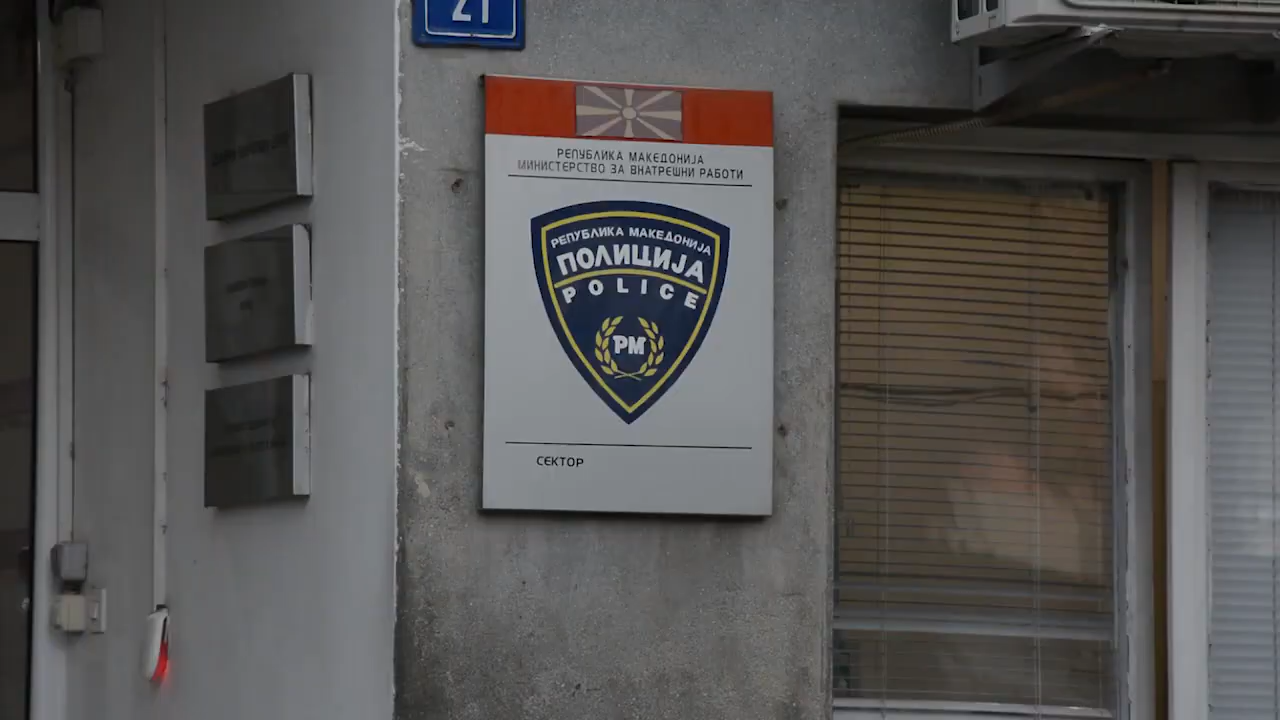 21
РЕПУБЛИКА МАКЕДОНИЈА
МИНИСТЕРСТВО ЗА ВНАТРЕШНИ РАБОТИ
РЕПУБЛИКА МАКЕДОНИЈА
ПОЛИЦИЈА
POLICE
РМ
СЕКТОР